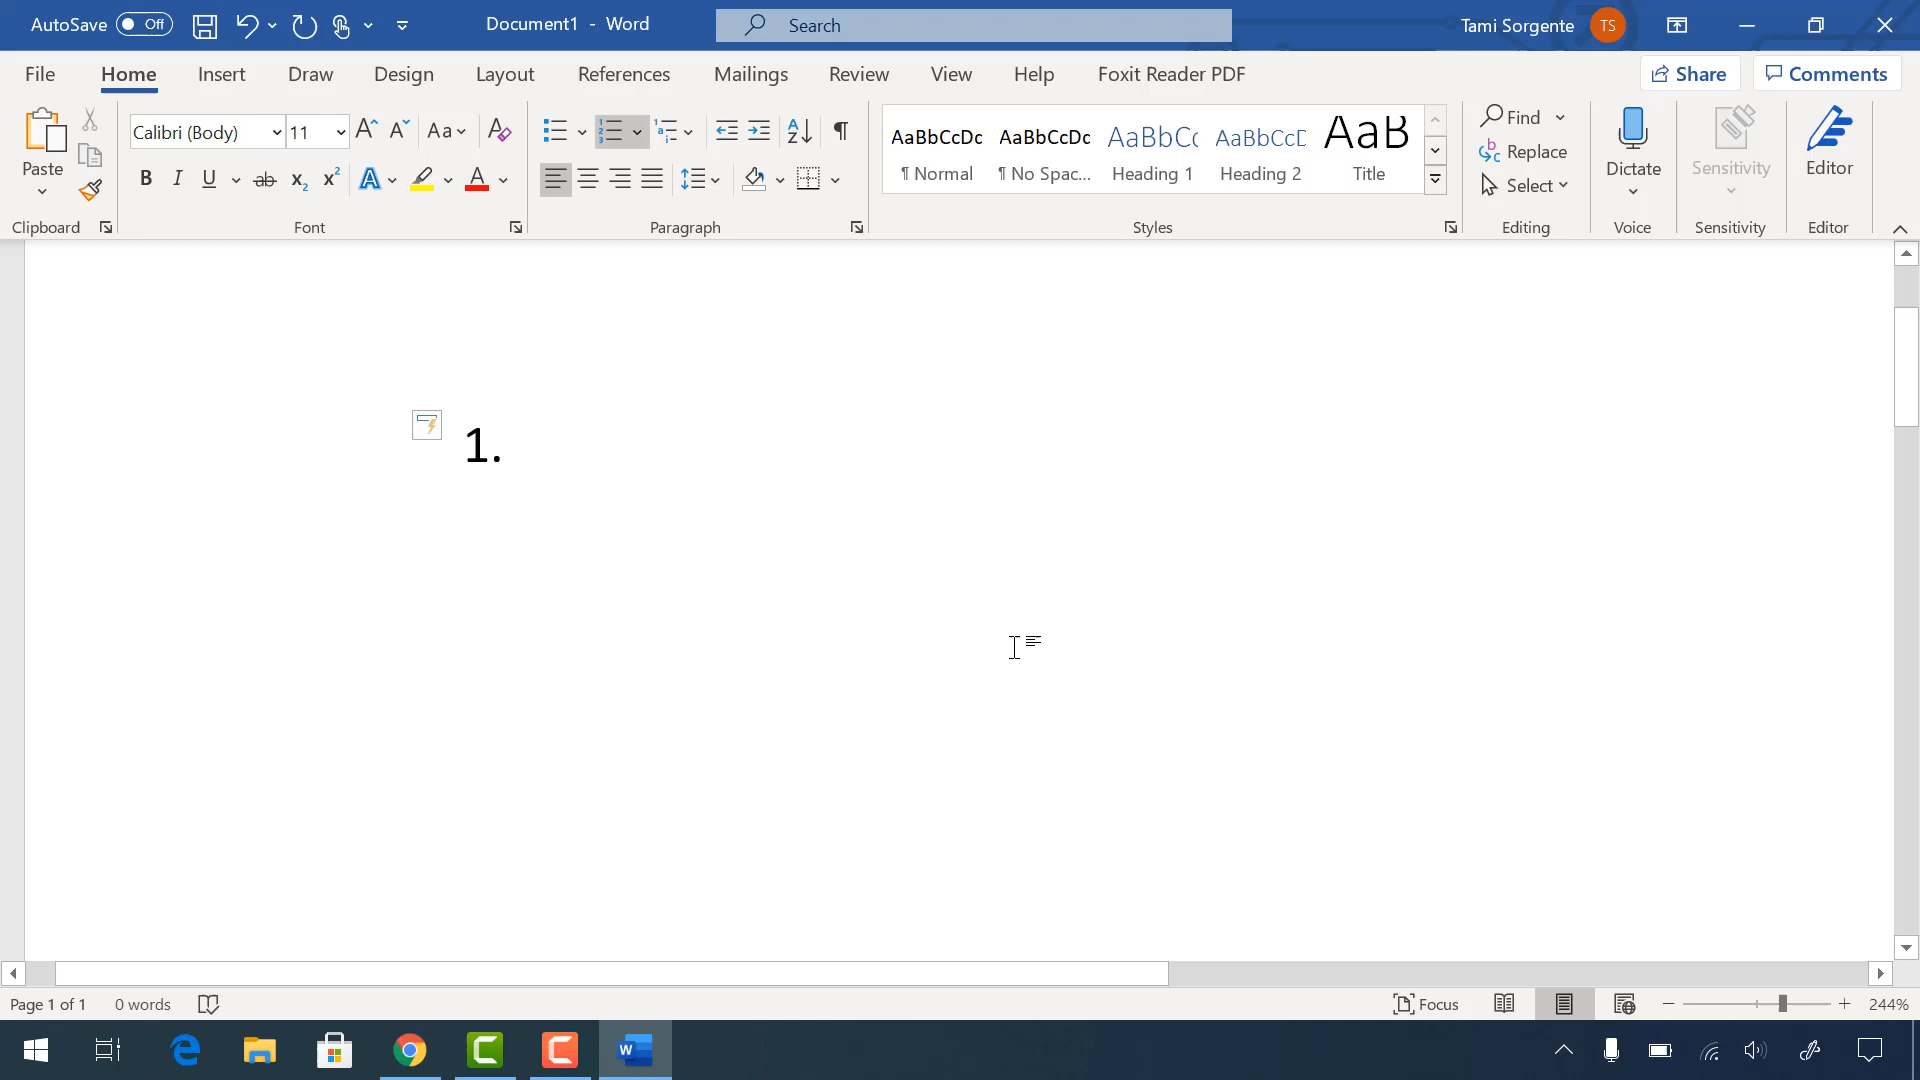 AutoSave Off Document1 - Word Search Tami Sorgente TS
File Home Insert Draw Design Layout References Mailings Review View Help Foxit Reader PDF Share Comments
Paste Calibri (Body) 11 Aa AaBbCcDc AaBbCcDc AaBbCc AaBbCcD AaB Find Replace Select Dictate Sensitivity Editor
¶ Normal ¶ No Spac... Heading 1 Heading 2 Title
Clipboard Font Paragraph Styles Editing Voice Sensitivity Editor
1.
Page 1 of 1 0 words Focus 244%